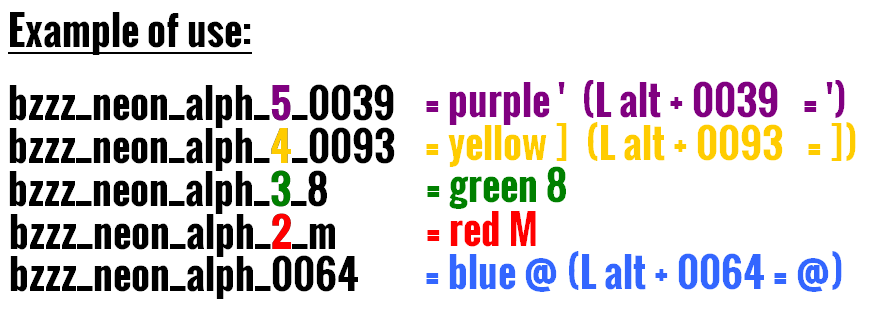 Example of use:
bzzz_neon_alph_5_0039 = purple ' (L alt + 0039 = ')
bzzz_neon_alph_4_0093 = yellow ] (L alt + 0093 = ])
bzzz_neon_alph_3_8 = green 8
bzzz_neon_alph_2_m = red M
bzzz_neon_alph_0064 = blue @ (L alt + 0064 = @)